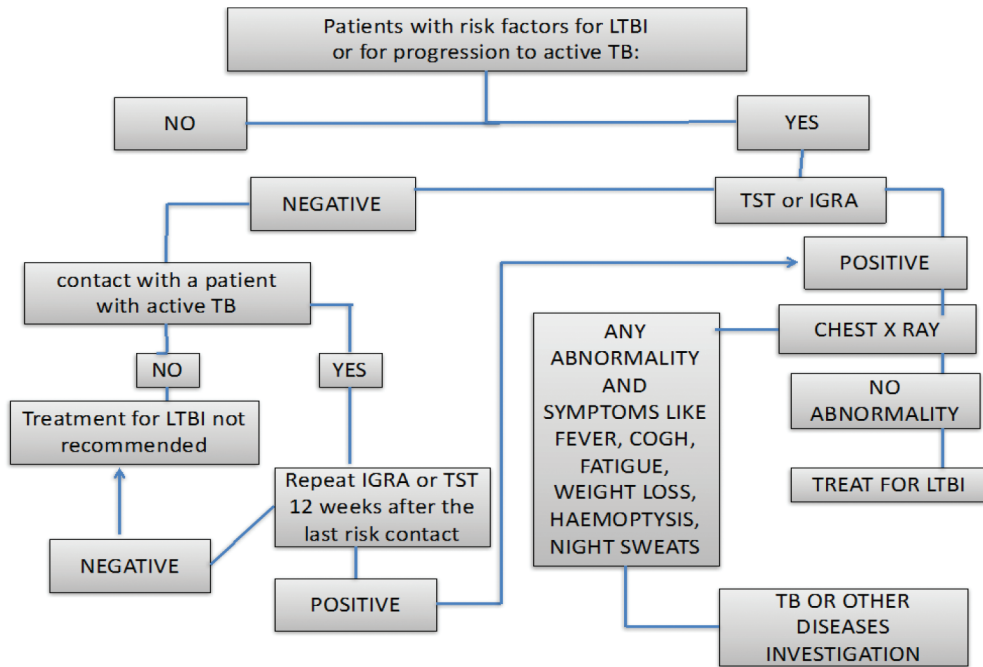 Patients with risk factors for LTBI
or for progression to active TB:
NO
YES
NEGATIVE
TST or IGRA
POSITIVE
contact with a patient
with active TB
CHEST X RAY
ANY
ABNORMALITY
AND
SYMPTOMS LIKE
FEVER, COGH,
FATIGUE,
WEIGHT LOSS,
HAEMOPTYSIS,
NIGHT SWEATS
NO
YES
NO
ABNORMALITY
Treatment for LTBI not
recommended
TREAT FOR LTBI
Repeat IGRA or TST
12 weeks after the
last risk contact
NEGATIVE
POSITIVE
TB OR OTHER
DISEASES
INVESTIGATION